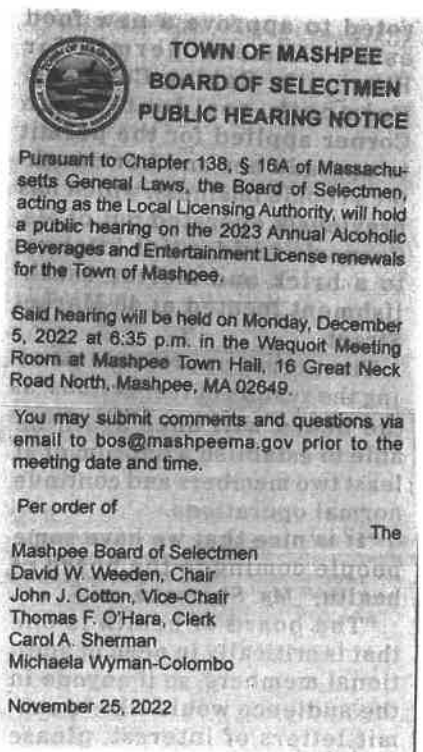 TOWN OF MASHPEE
BOARD OF SELECTMEN
PUBLIC HEARING NOTICE
Pursuant to Chapter 138, § 16A of Massachu-
setts General Laws, the Board of Selectmen,
acting as the Local Licensing Authority, will hold
a public hearing on the 2023 Annual Alcoholic
Beverages and Entertainment License renewals
for the Town of Mashpee.
Said hearing will be held on Monday, December
5, 2022 at 6:35 p.m. in the Waquoit Meeting
Room at Mashpee Town Hall, 16 Great Neck
Road North, Mashpee, MA 02649.
You may submit comments and questions via
email to bos@mashpeema.gov prior to the
meeting date and time.
Per order of
The
Mashpee Board of Selectmen
David W. Weeden, Chair
John J. Cotton, Vice-Chair
Thomas F. O'Hara, Clerk
Carol A. Sherman
Michaela Wyman-Colombo
November 25, 2022